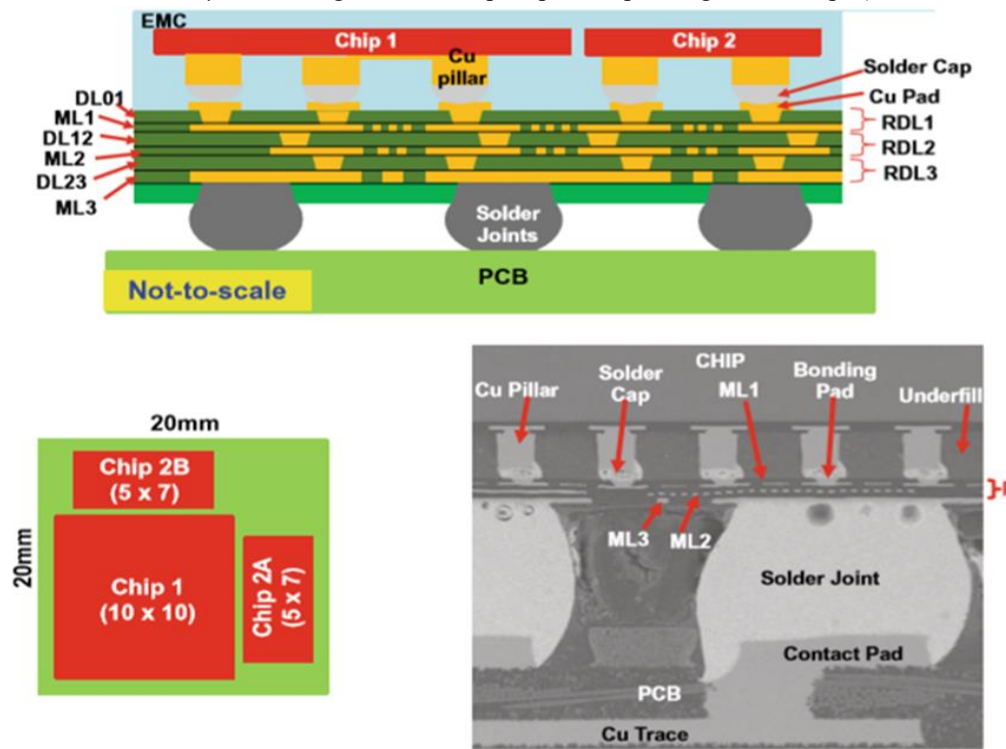 EMC
Chip 1
Chip 2
Cu
pillar
Solder Cap
Cu Pad
DL01
ML1
DL12
ML2
DL23
ML3
RDL1
RDL2
RDL3
Solder
Joints
PCB
Not-to-scale
20mm
20mm
Chip 2B
(5 x 7)
Chip 1
(10 x 10)
Chip 2A
(5 x 7)
CHIP
Cu Pillar
Solder
Cap
ML1
Bonding
Pad
Underfill
ML3
ML2
Solder Joint
Contact Pad
PCB
Cu Trace